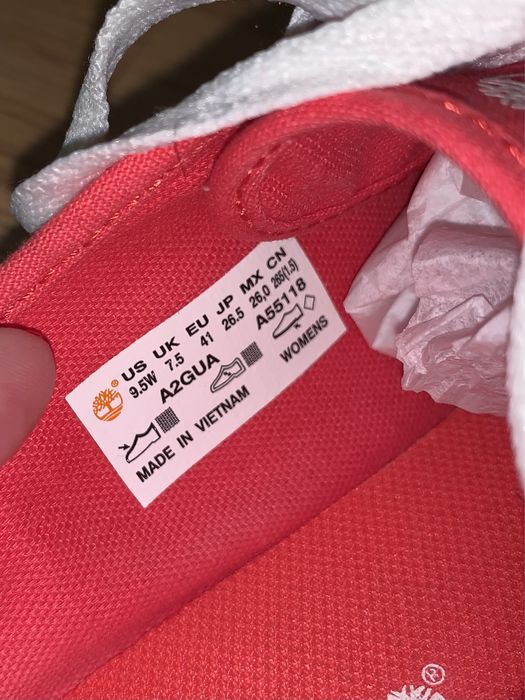 US UK EU JP MX CN
9.5W 7.5 41 26.5 26,0 265(1.5)
A2GUA A55118
WOMENS
MADE IN VIETNAM
®